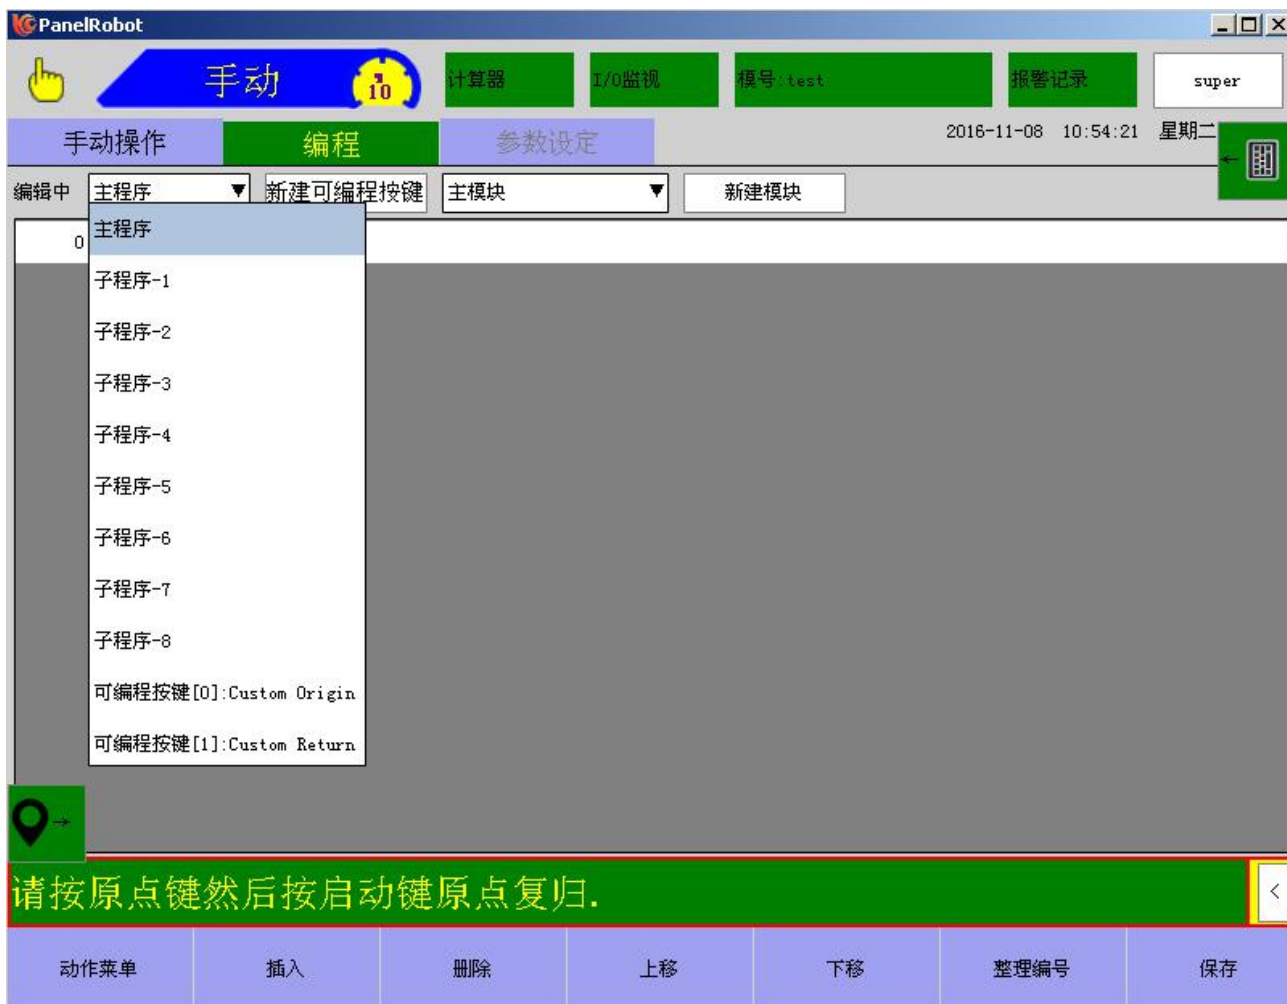 PanelRobot
手动
10
计算器
I/O监视
模号:test
报警记录
super
手动操作
编程
参数设定
2016-11-08 10:54:21 星期二
编辑中
主程序
新建可编程按键
主模块
新建模块
0
主程序
子程序-1
子程序-2
子程序-3
子程序-4
子程序-5
子程序-6
子程序-7
子程序-8
可编程按键[0]:Custom Origin
可编程按键[1]:Custom Return
请按原点键然后按启动键原点复归.
<
动作菜单
插入
删除
上移
下移
整理编号
保存